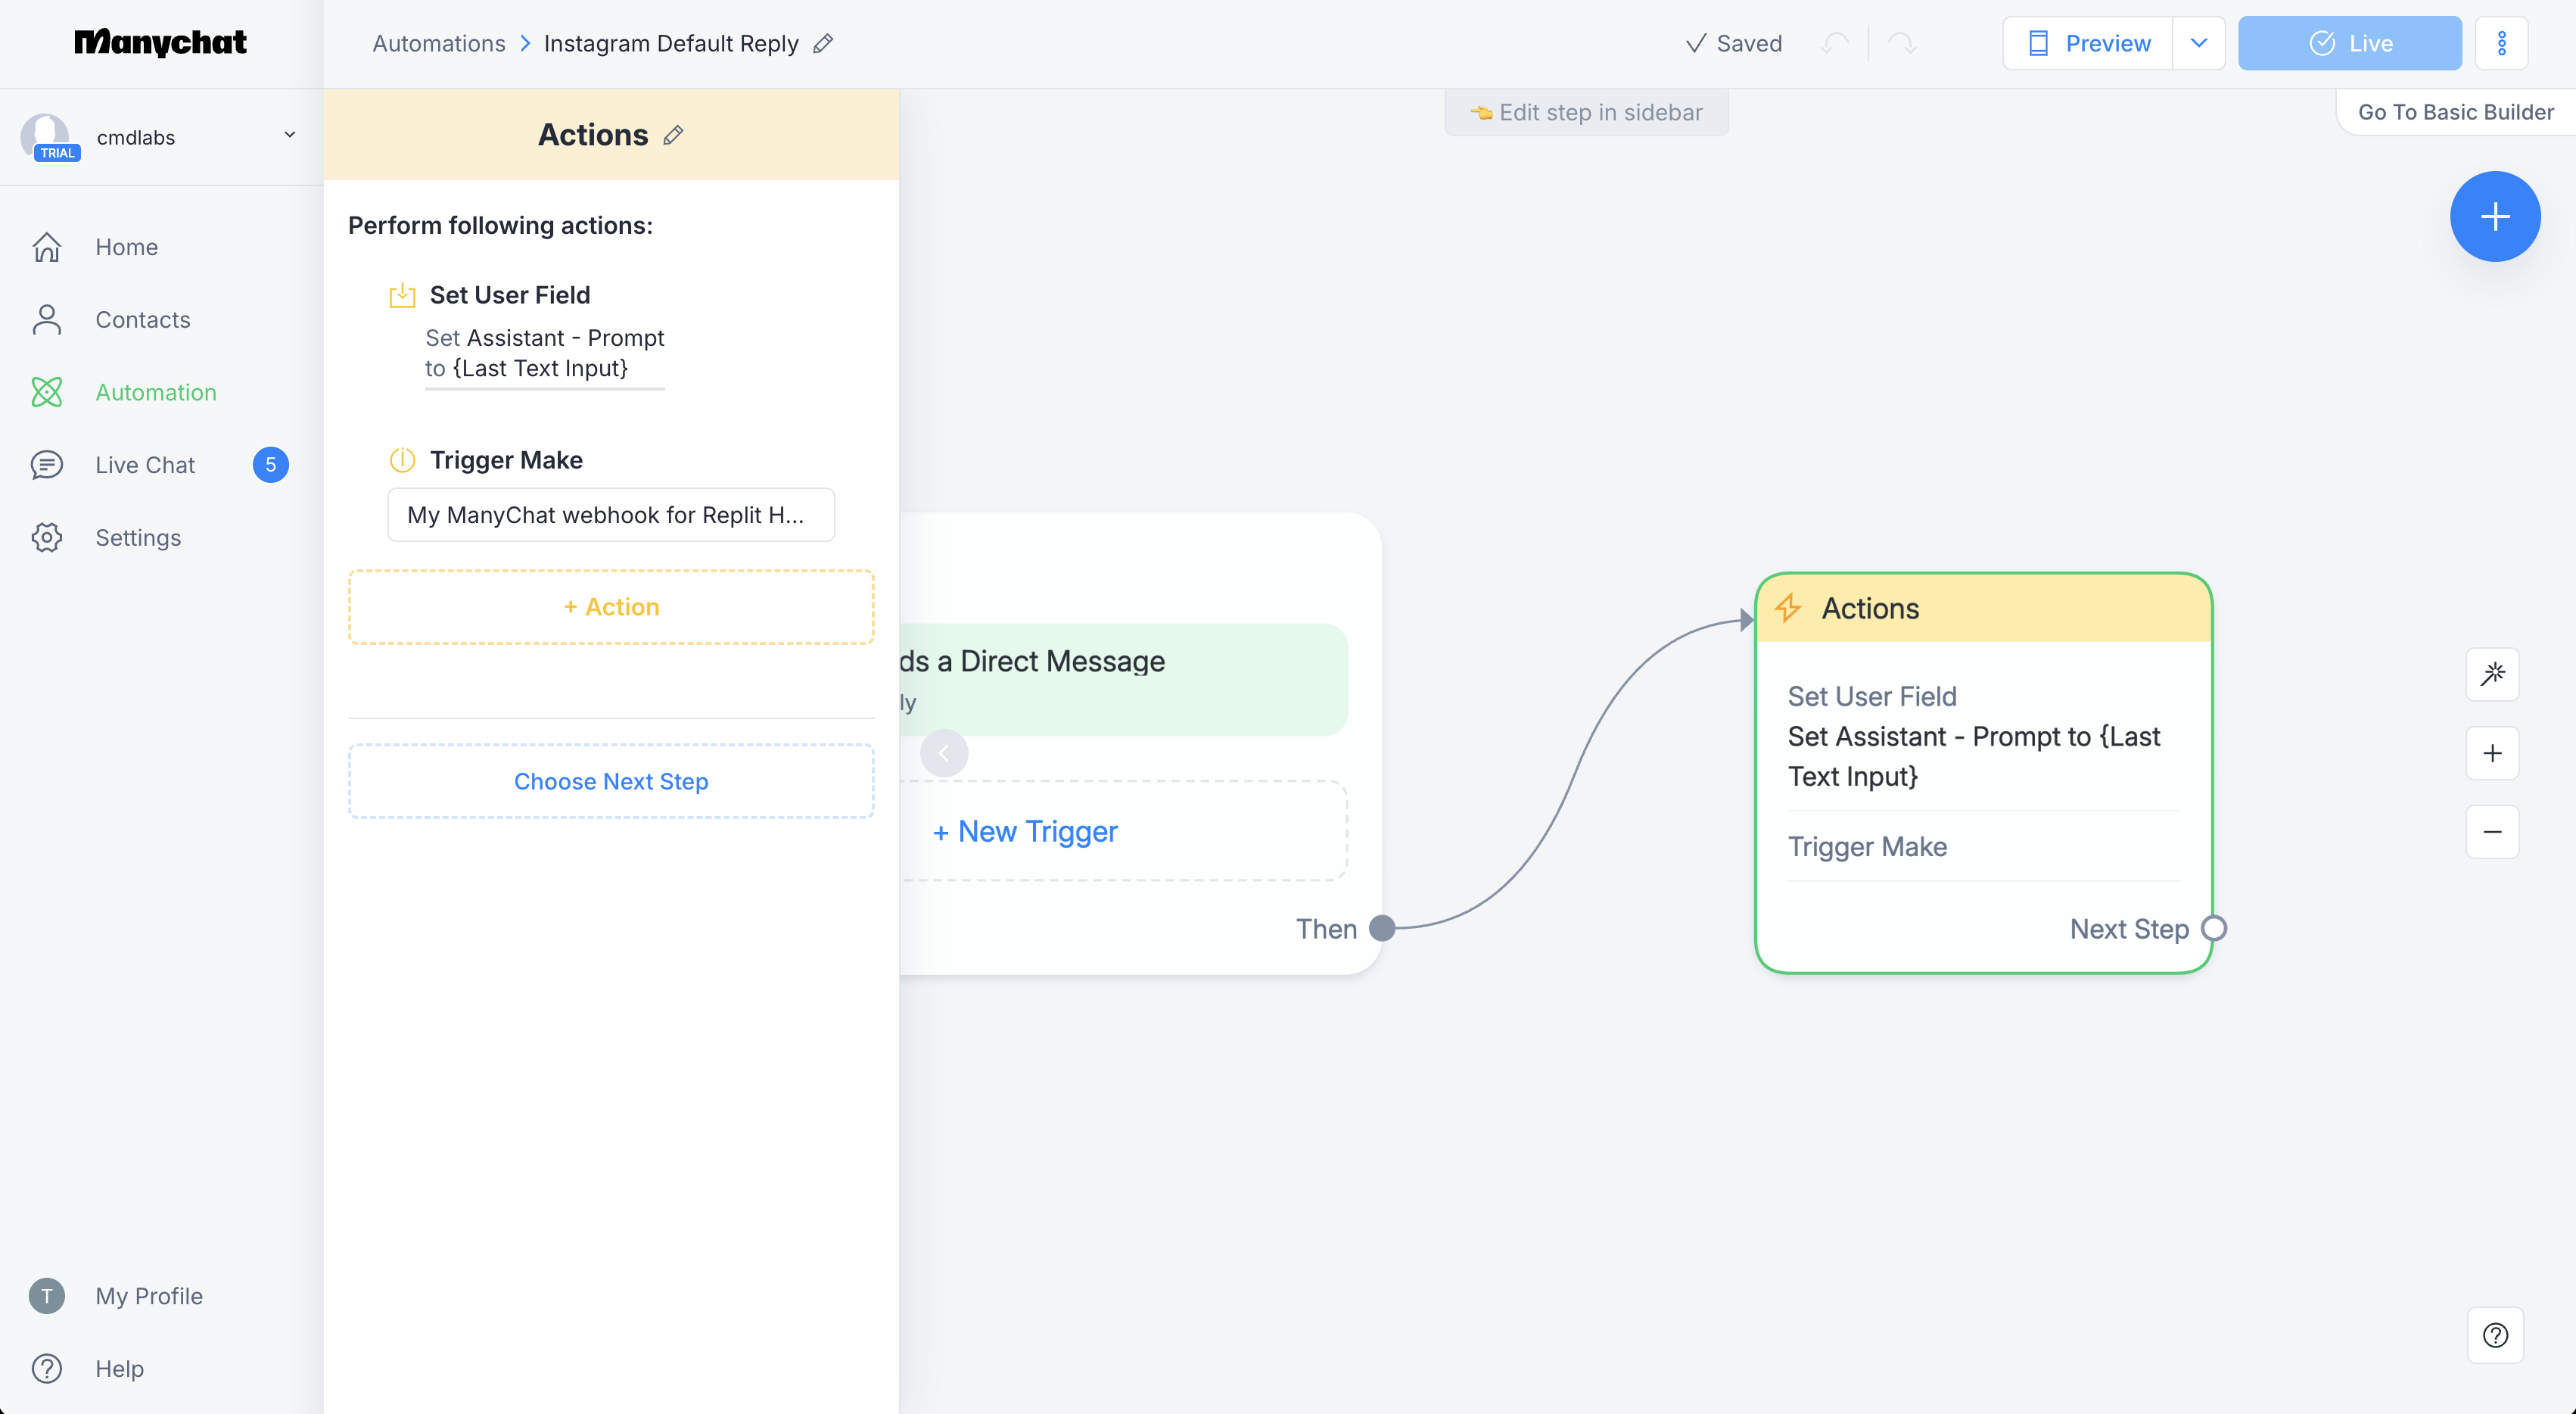 Manychat
Automations > Instagram Default Reply
Saved
Preview
Live
cmdlabs
TRIAL
Home
Contacts
Automation
Live Chat
5
Settings
T
My Profile
Help
Actions
Perform following actions:
Set User Field
Set Assistant - Prompt
to {Last Text Input}
Trigger Make
My ManyChat webhook for Replit H...
+ Action
Choose Next Step
👈 Edit step in sidebar
Go To Basic Builder
ds a Direct Message
ly
+ New Trigger
Then
Actions
Set User Field
Set Assistant - Prompt to {Last
Text Input}
Trigger Make
Next Step